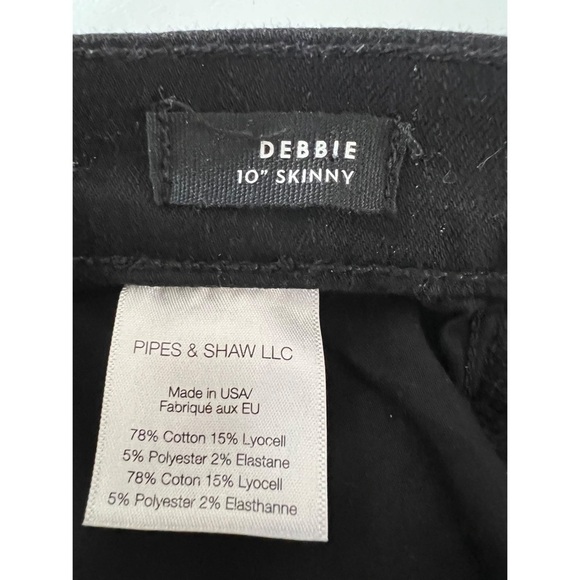 DEBBIE
10" SKINNY
PIPES & SHAW LLC
Made in USA/
Fabriqué aux EU
78% Cotton 15% Lyocell
5% Polyester 2% Elastane
78% Coton 15% Lyocell
5% Polyester 2% Elasthanne